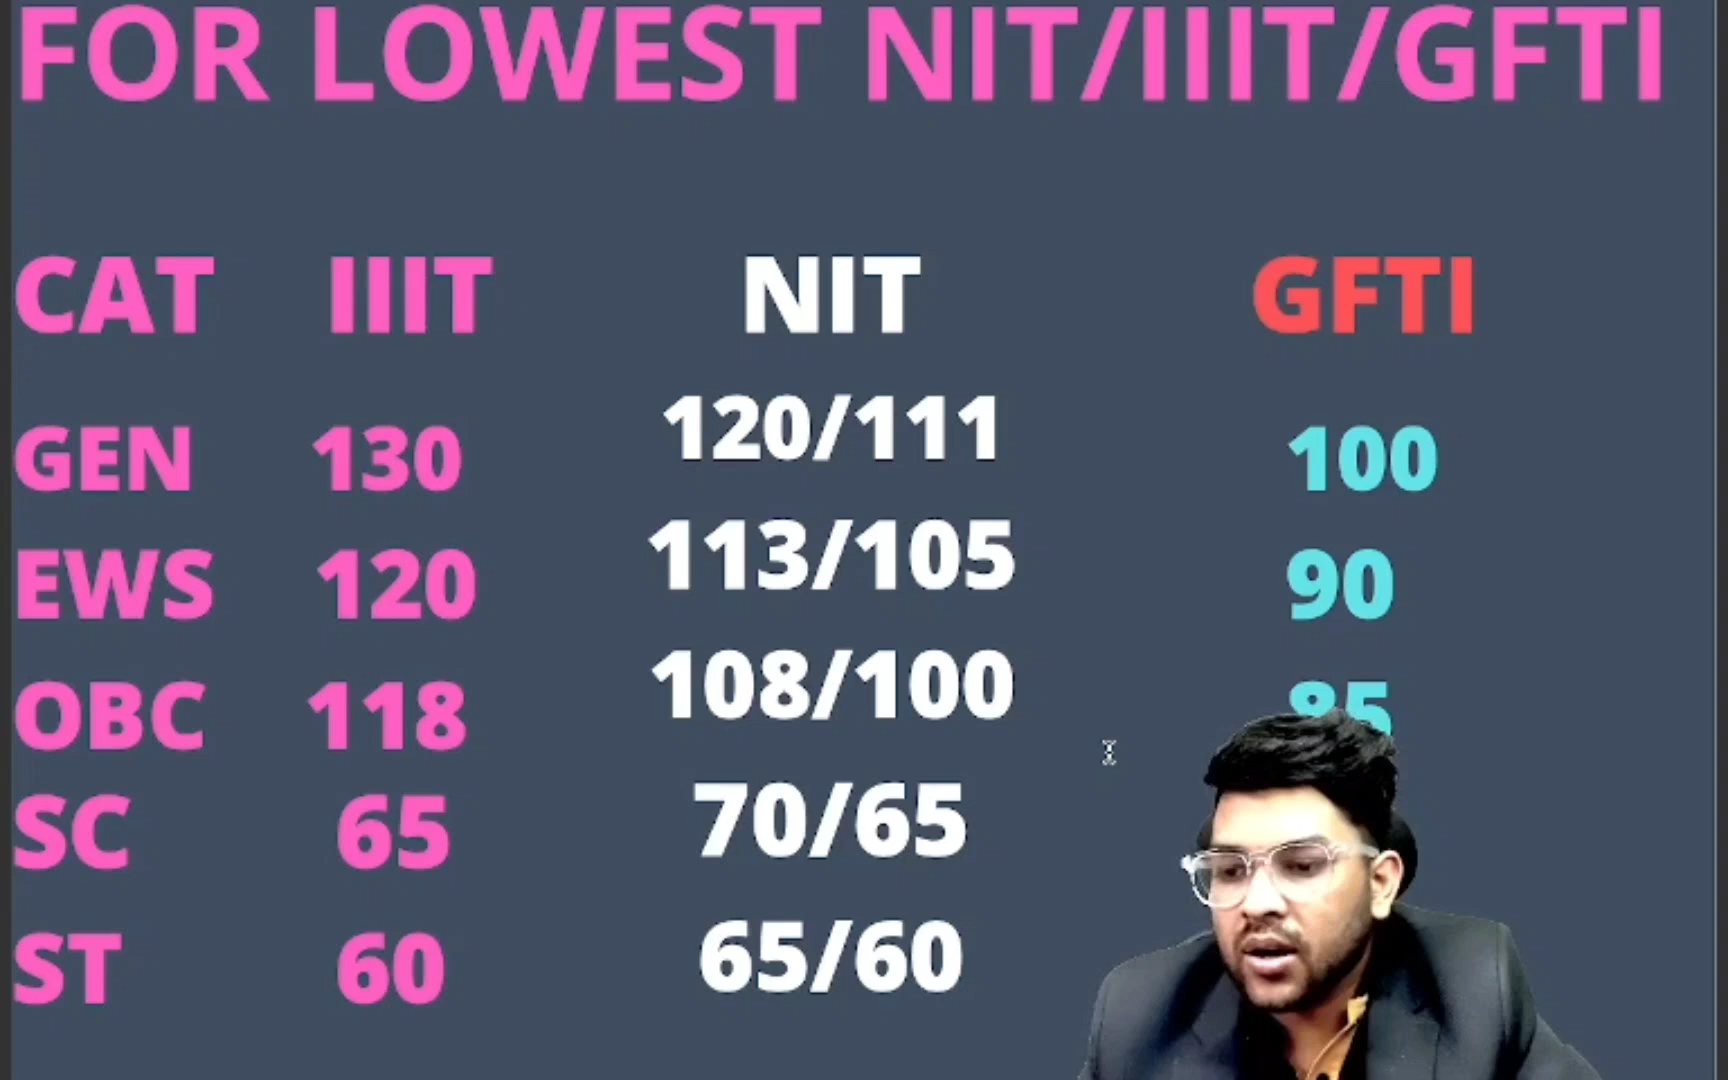 FOR LOWEST NIT/IIIT/GFTI
CAT IIIT NIT GFTI
GEN 130 120/111 100
EWS 120 113/105 90
OBC 118 108/100 85
SC 65 70/65
ST 60 65/60